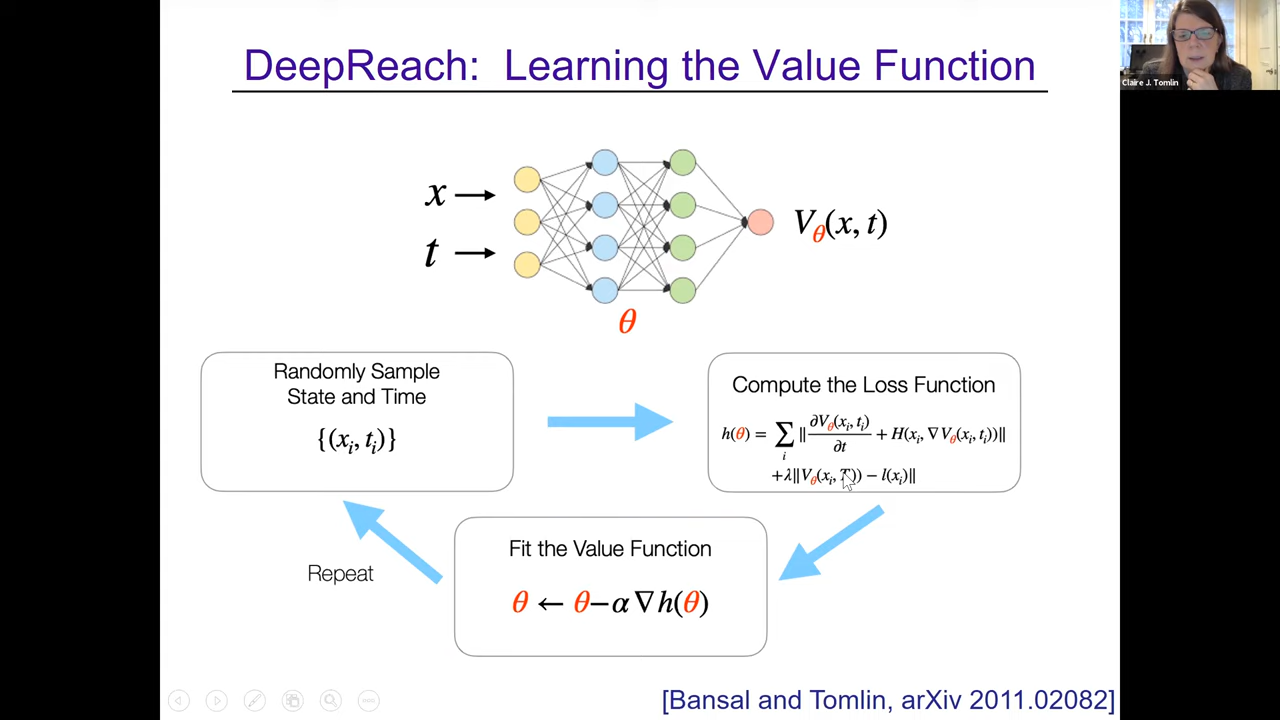 DeepReach: Learning the Value Function
Claire J. Tomlin
x
t
V_θ(x, t)
θ
Randomly Sample
State and Time
{(x_i, t_i)}
Compute the Loss Function
h(θ) = ∑_i ‖ ∂V_θ(x_i, t_i)/∂t + H(x_i, ∇V_θ(x_i, t_i))‖
+λ‖V_θ(x_i, T)) − l(x_i)‖
Fit the Value Function
θ ← θ−α ∇h(θ)
Repeat
[Bansal and Tomlin, arXiv 2011.02082]